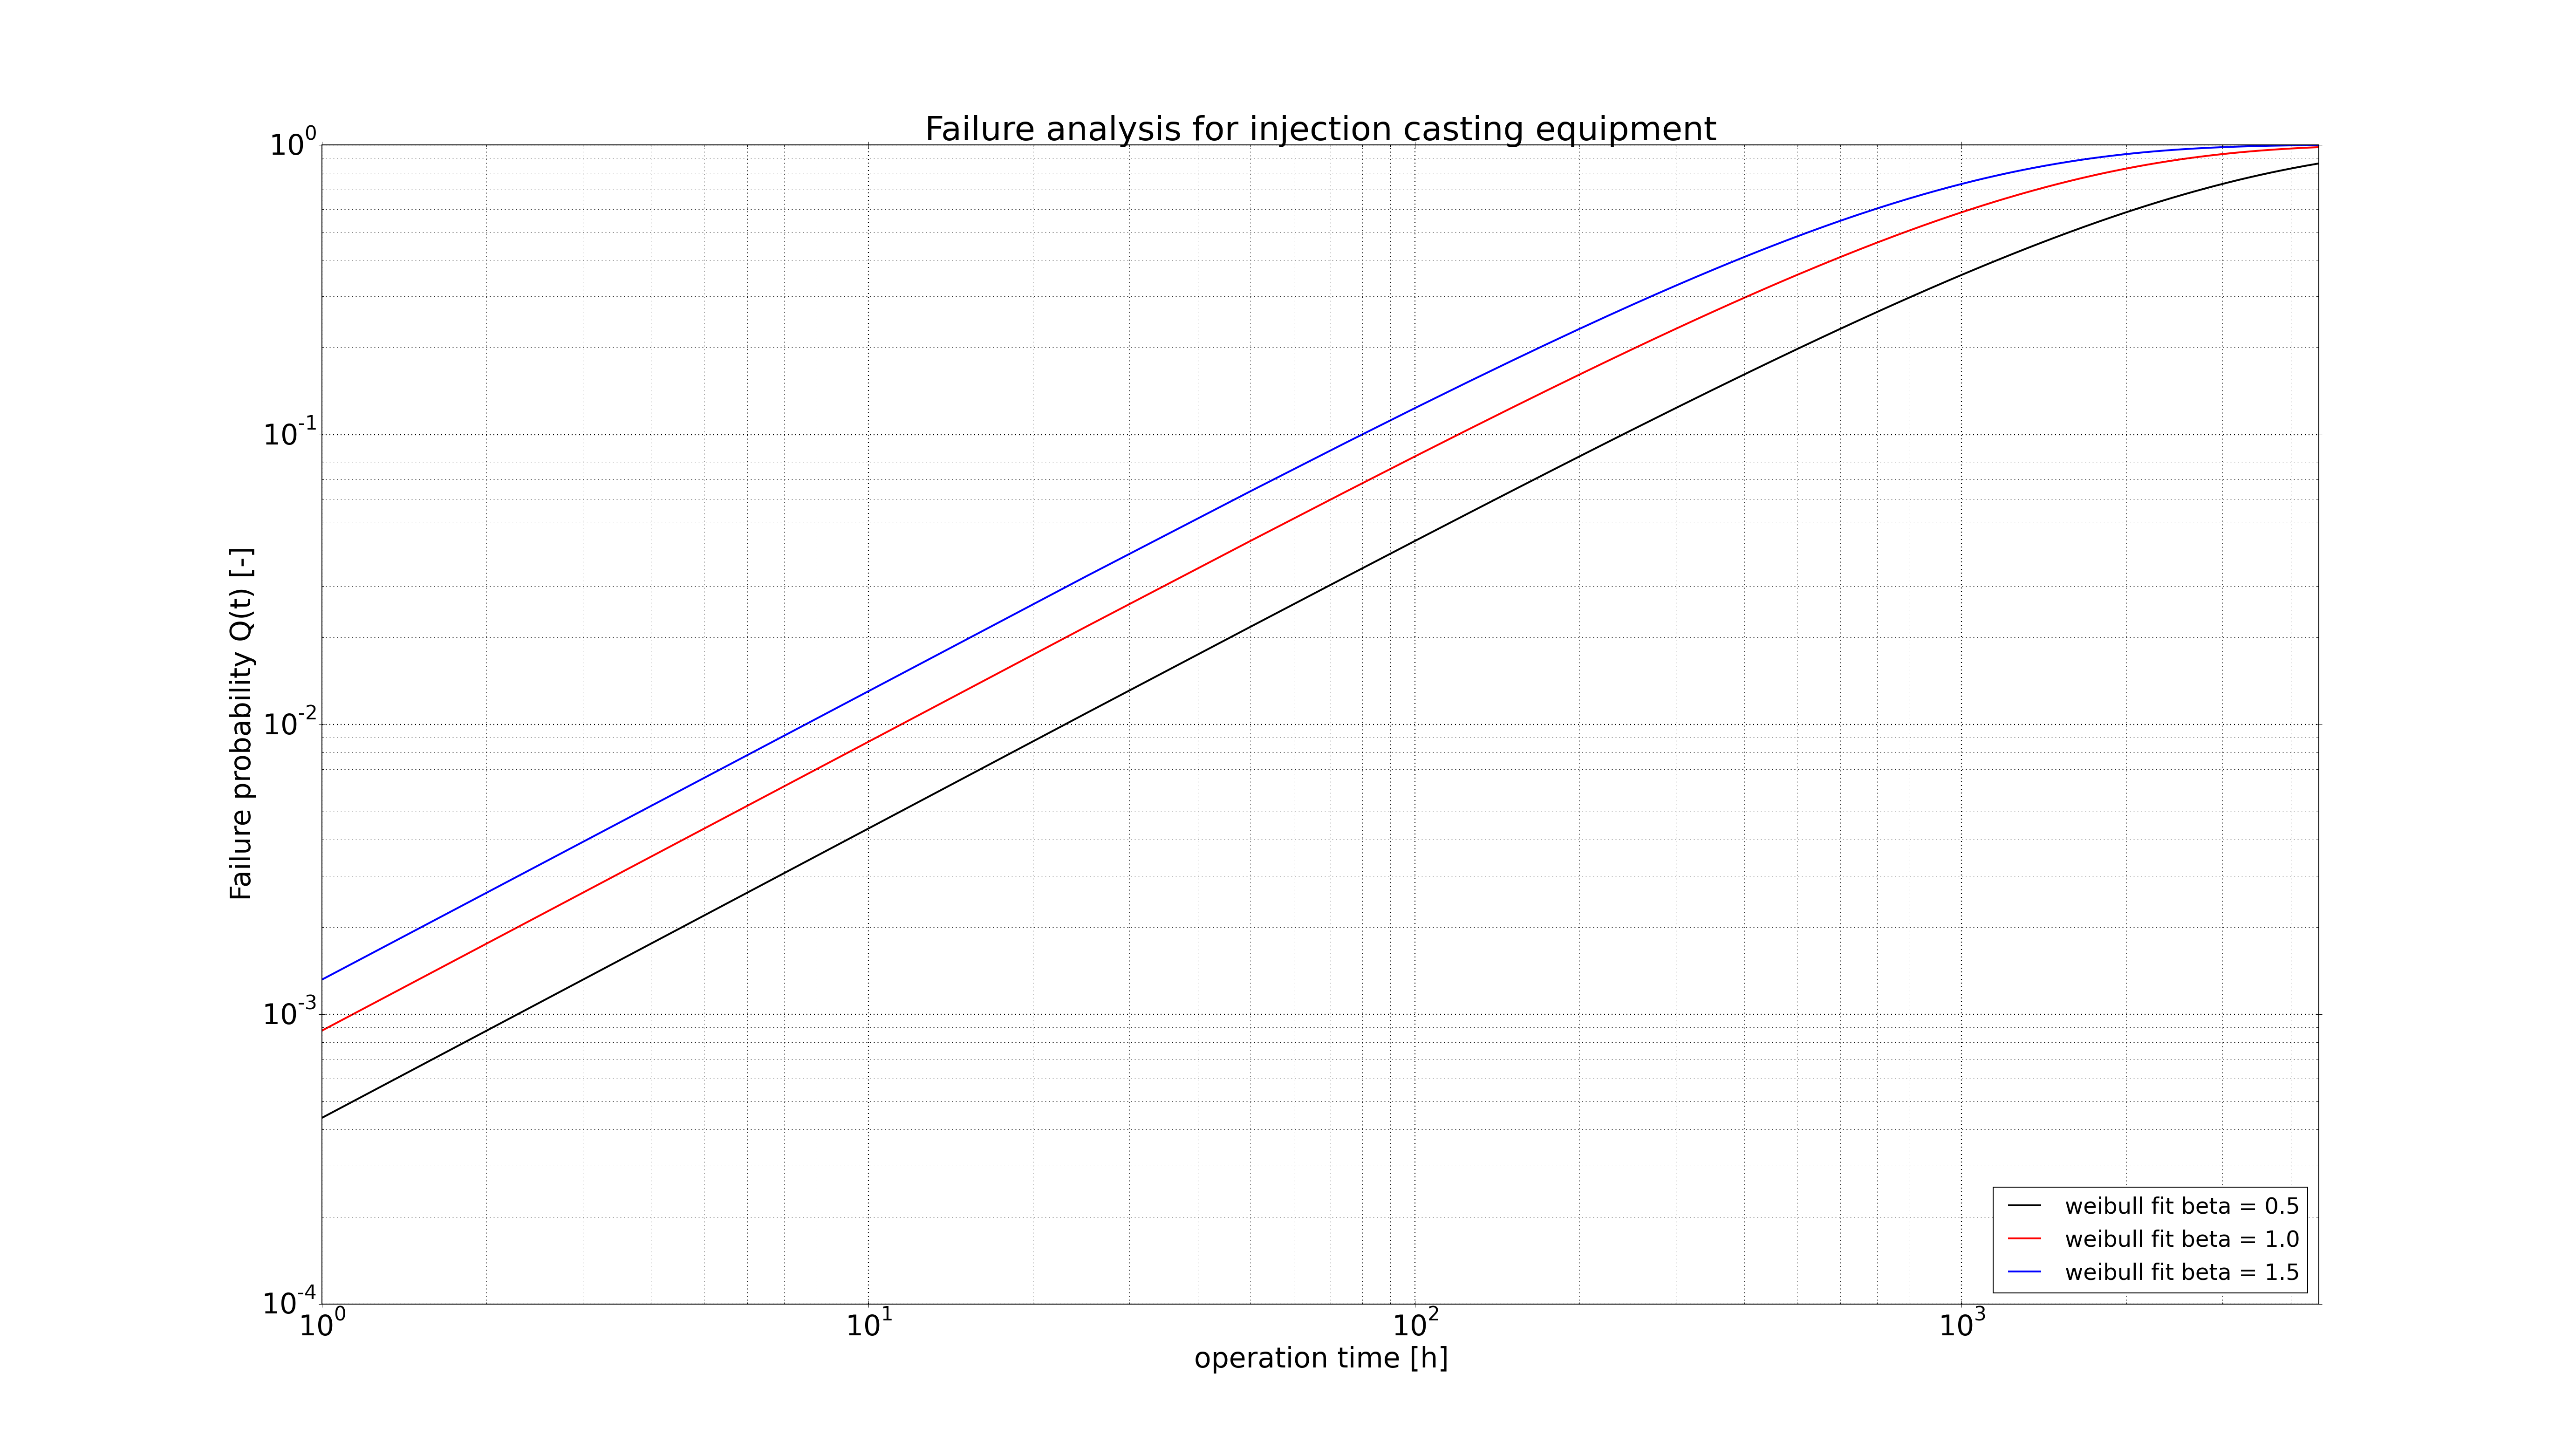 Failure analysis for injection casting equipment
Failure probability Q(t) [-]
10^0
10^-1
10^-2
10^-3
10^-4
10^0 10^1 10^2 10^3
operation time [h]
weibull fit beta = 0.5
weibull fit beta = 1.0
weibull fit beta = 1.5